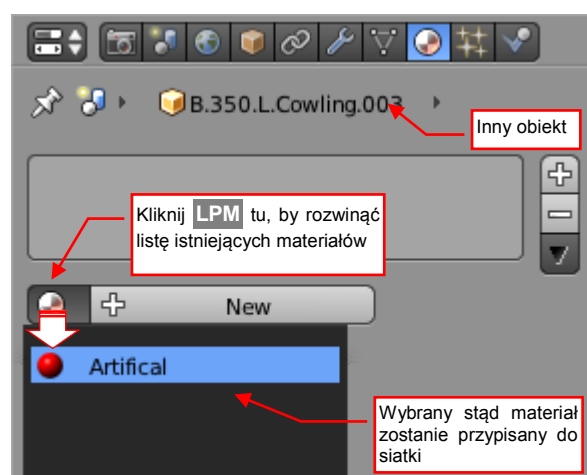 B.350.L.Cowling.003
Inny obiekt
Kliknij LPM tu, by rozwinąć
listę istniejących materiałów
New
Artifical
Wybrany stąd materiał
zostanie przypisany do
siatki